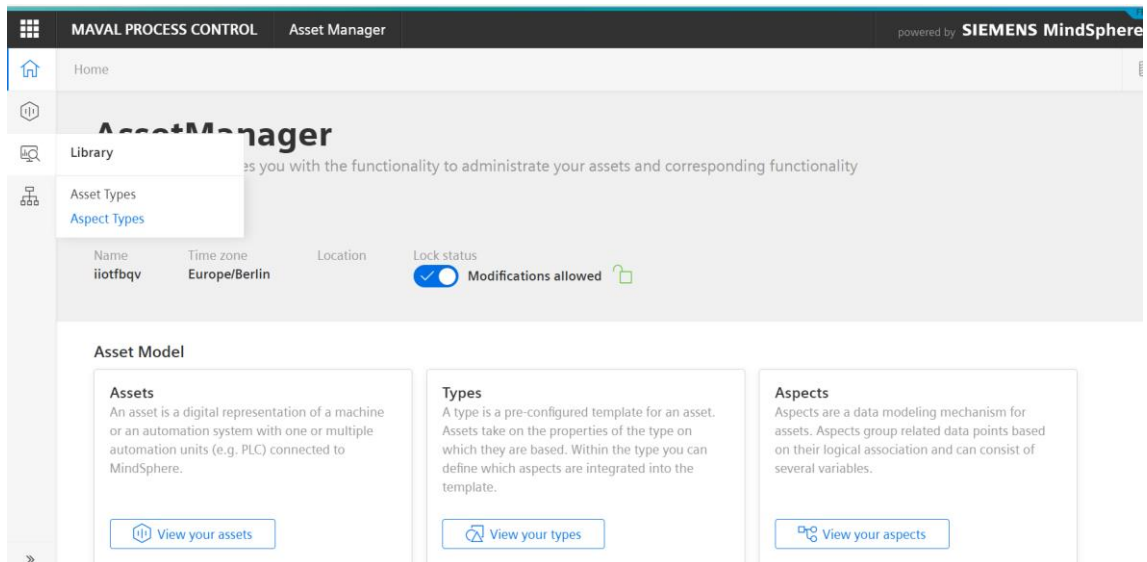 MAVAL PROCESS CONTROL Asset Manager powered by SIEMENS MindSphere
Home
AssetManager
Library
es you with the functionality to administrate your assets and corresponding functionality
Asset Types
Aspect Types
Name Time zone Location Lock status
iiotfbqv Europe/Berlin Modifications allowed
Asset Model
Assets
An asset is a digital representation of a machine
or an automation system with one or multiple
automation units (e.g. PLC) connected to
MindSphere.
View your assets
Types
A type is a pre-configured template for an asset.
Assets take on the properties of the type on
which they are based. Within the type you can
define which aspects are integrated into the
template.
View your types
Aspects
Aspects are a data modeling mechanism for
assets. Aspects group related data points based
on their logical association and can consist of
several variables.
View your aspects